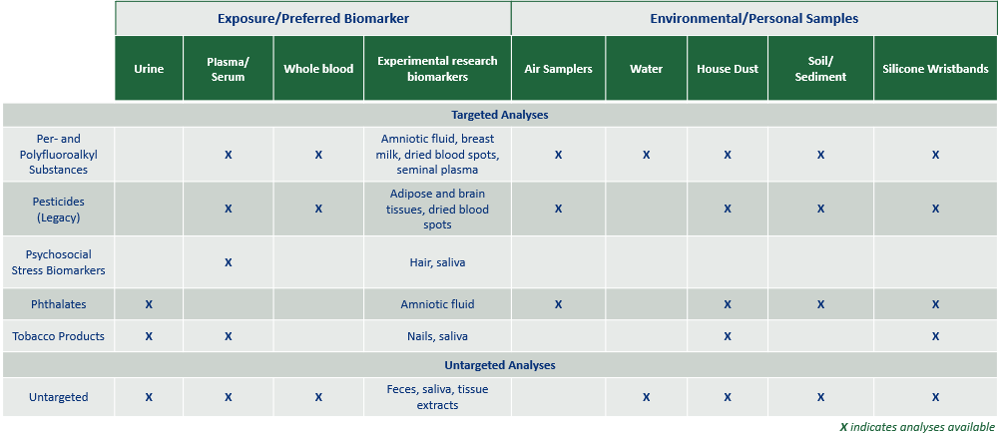 Exposure/Preferred Biomarker Environmental/Personal Samples
Urine Plasma/ Serum Whole blood Experimental research biomarkers Air Samplers Water House Dust Soil/ Sediment Silicone Wristbands
Targeted Analyses
Per- and
Polyfluoroalkyl
Substances
X X
Amniotic fluid, breast
milk, dried blood spots,
seminal plasma
X X X X X
Pesticides
(Legacy)
X X
Adipose and brain
tissues, dried blood
spots
X X X X
Psychosocial
Stress Biomarkers
X
Hair, saliva
Phthalates X Amniotic fluid X X X X
Tobacco Products X X Nails, saliva X X
Untargeted Analyses
Untargeted X X X
Feces, saliva, tissue
extracts
X X X X
X indicates analyses available